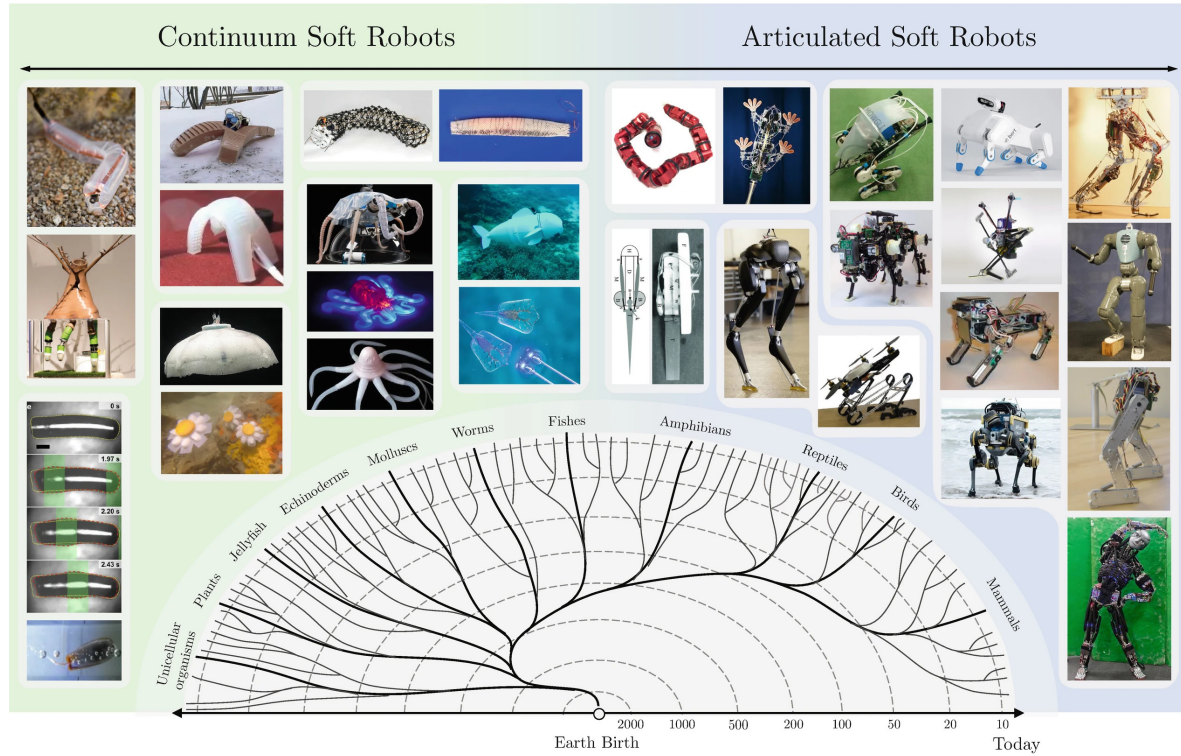 Continuum Soft Robots
Articulated Soft Robots
0 s
1.97 s
2.20 s
2.43 s
Unicellular
organisms
Plants
Jellyfish
Echinoderms
Molluscs
Worms
Fishes
Amphibians
Reptiles
Birds
Mammals
2000
1000
500
200
100
50
20
10
Earth Birth
Today